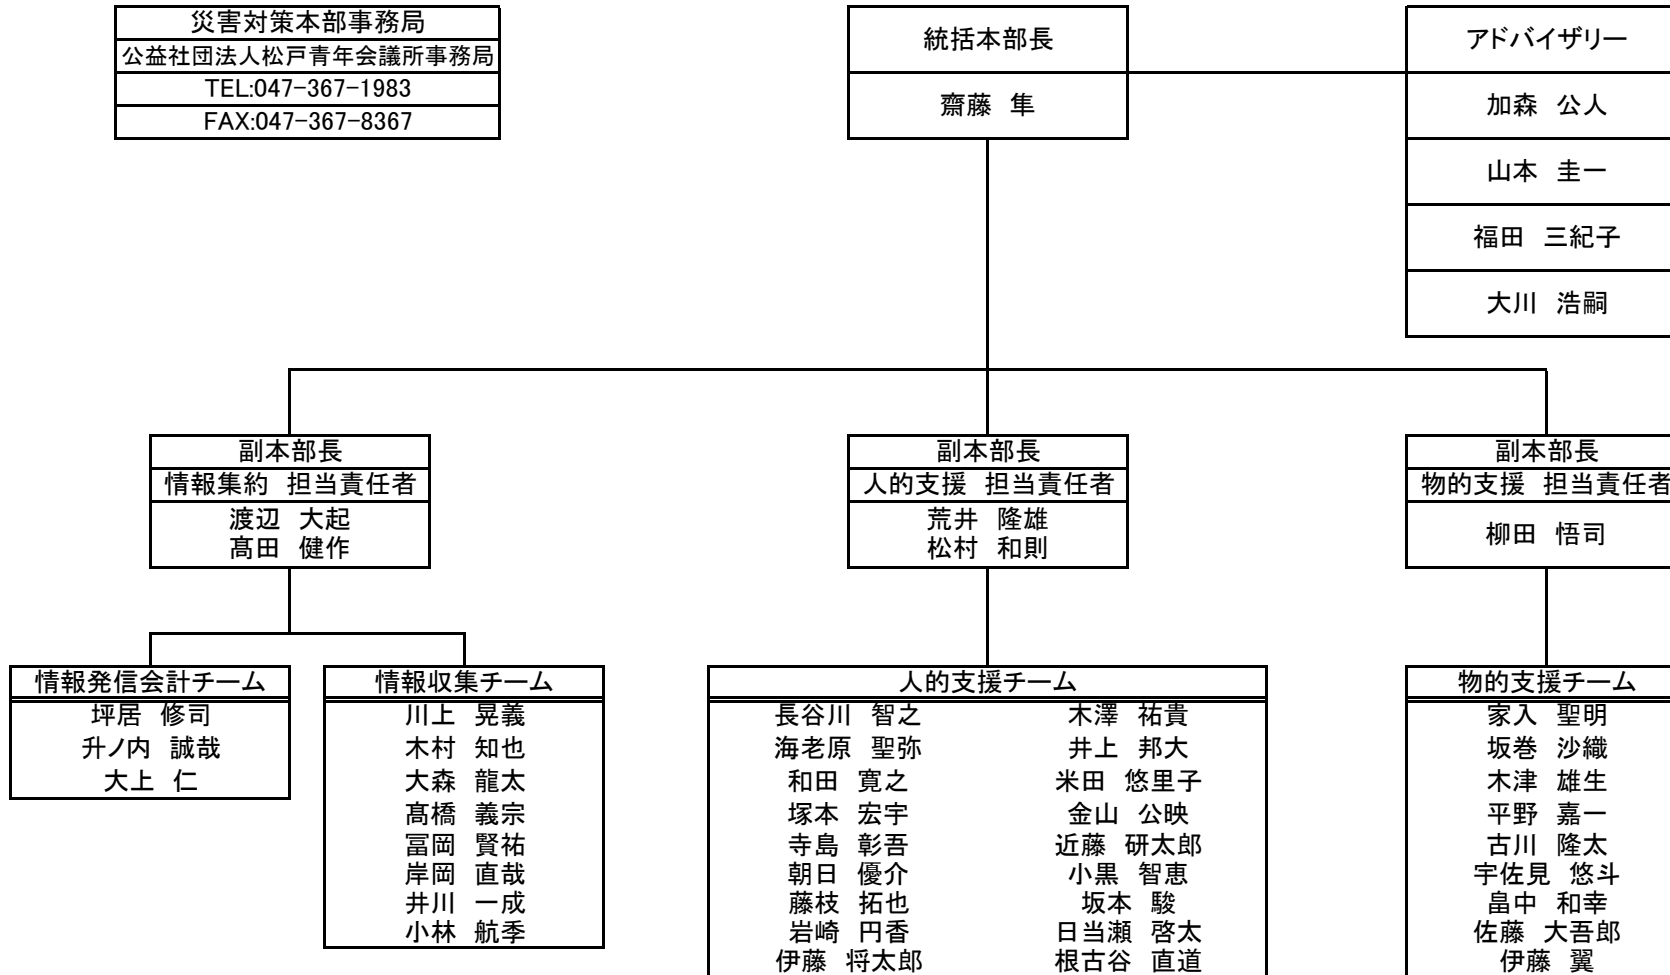 災害対策本部事務局
公益社団法人松戸青年会議所事務局
TEL:047-367-1983
FAX:047-367-8367
統括本部長
齋藤 隼
アドバイザリー
加森 公人
山本 圭一
福田 三紀子
大川 浩嗣
副本部長
情報集約 担当責任者
渡辺 大起
髙田 健作
副本部長
人的支援 担当責任者
荒井 隆雄
松村 和則
副本部長
物的支援 担当責任者
柳田 悟司
情報発信会計チーム
坪居 修司
升ノ内 誠哉
大上 仁
情報収集チーム
川上 晃義
木村 知也
大森 龍太
髙橋 義宗
冨岡 賢祐
岸岡 直哉
井川 一成
小林 航季
人的支援チーム
長谷川 智之 木澤 祐貴
海老原 聖弥 井上 邦大
和田 寛之 米田 悠里子
塚本 宏宇 金山 公映
寺島 彰吾 近藤 研太郎
朝日 優介 小黒 智恵
藤枝 拓也 坂本 駿
岩崎 円香 日当瀬 啓太
伊藤 将太郎 根古谷 直道
物的支援チーム
家入 聖明
坂巻 沙織
木津 雄生
平野 嘉一
古川 隆太
宇佐見 悠斗
畠中 和幸
佐藤 大吾郎
伊藤 翼